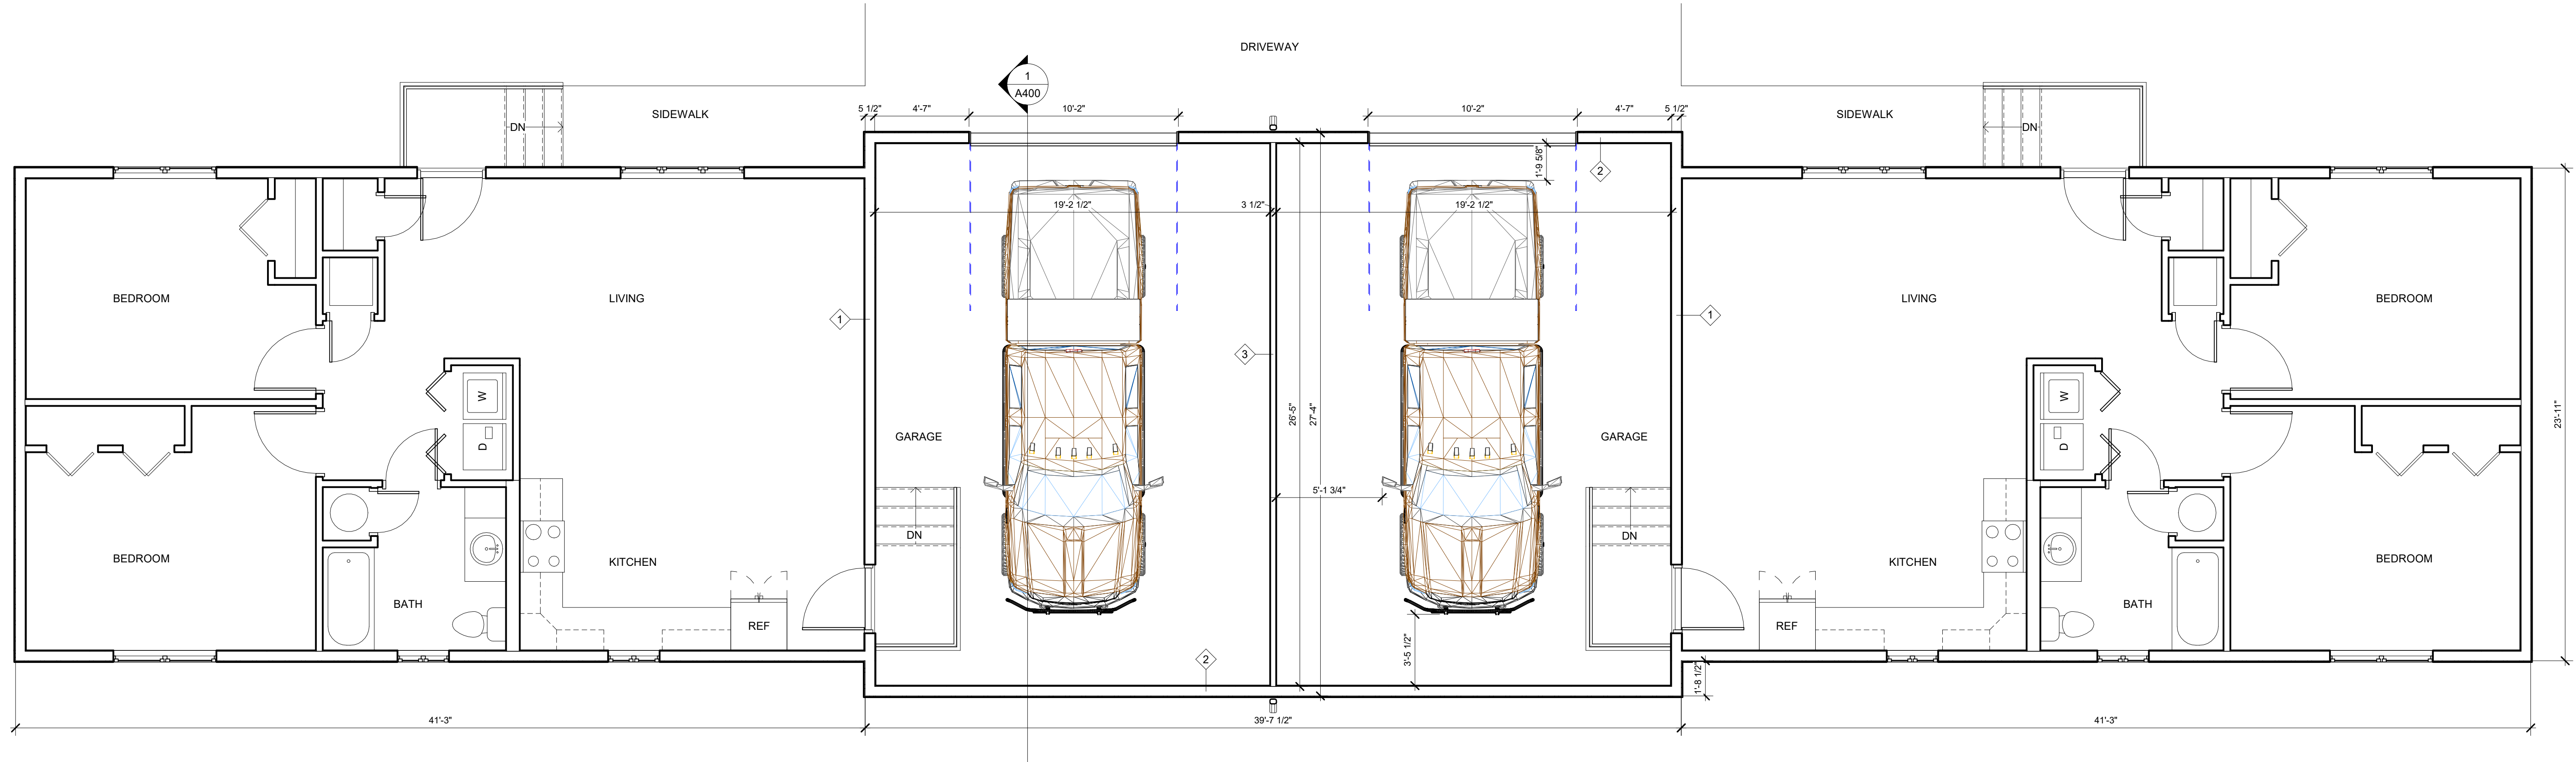 DRIVEWAY
1
A400
5 1/2"
4'-7"
10'-2"
10'-2"
4'-7"
5 1/2"
SIDEWALK
SIDEWALK
DN
DN
1'-9 5/8"
2
19'-2 1/2"
3 1/2"
19'-2 1/2"
BEDROOM
LIVING
LIVING
BEDROOM
1
1
3
W
W
26'-5"
27'-4"
23'-11"
D
D
GARAGE
GARAGE
5'-1 3/4"
DN
DN
BEDROOM
KITCHEN
KITCHEN
BEDROOM
BATH
BATH
REF
REF
3'-5 1/2"
2
1'-8 1/2"
41'-3"
39'-7 1/2"
41'-3"